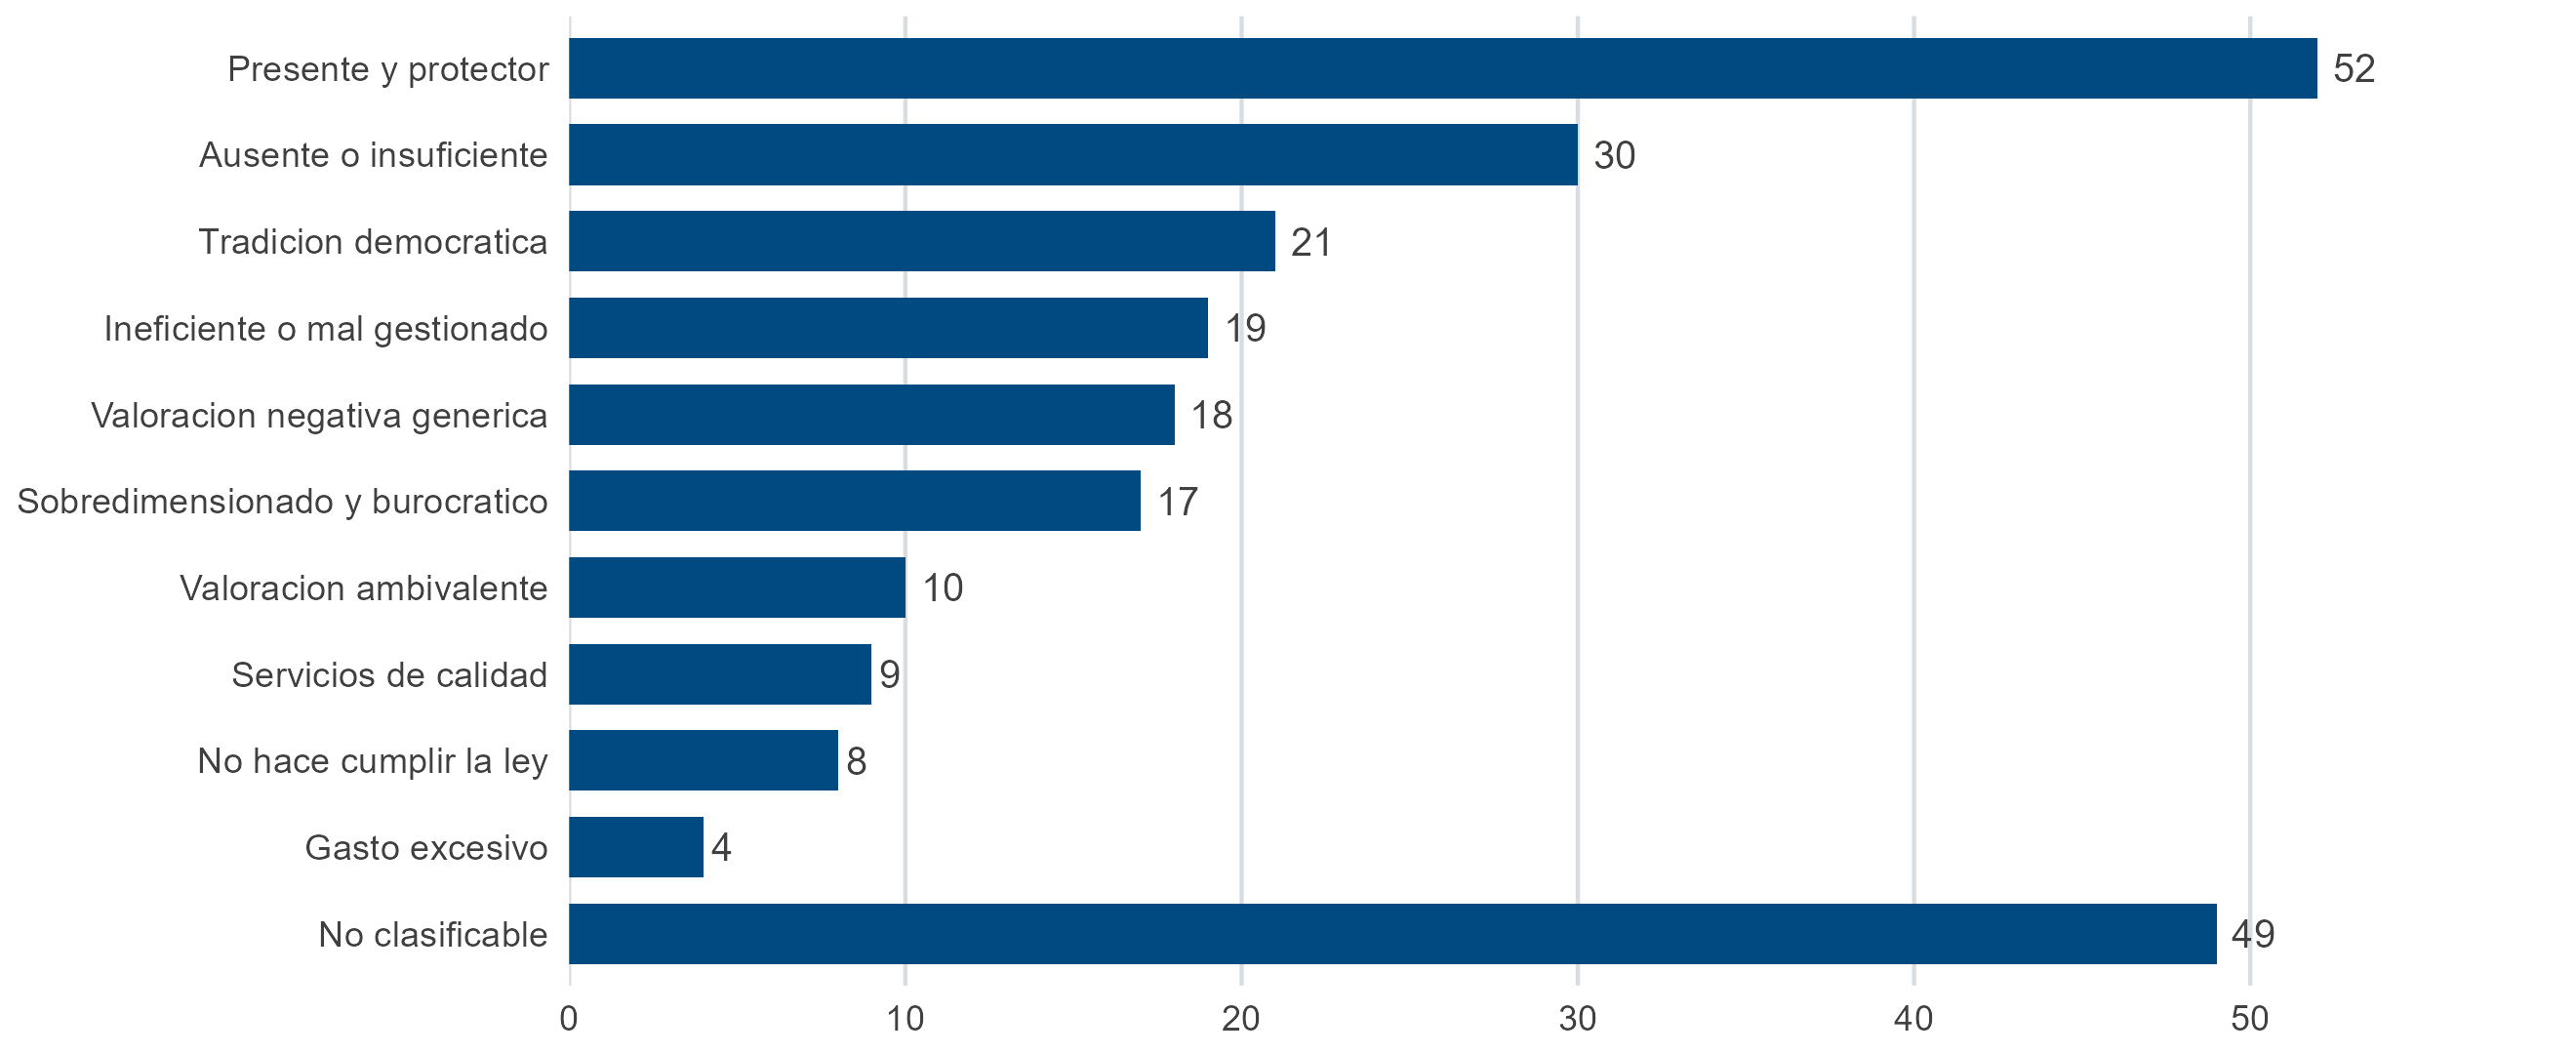 Presente y protector 52
Ausente o insuficiente 30
Tradicion democratica 21
Ineficiente o mal gestionado 19
Valoracion negativa generica 18
Sobredimensionado y burocratico 17
Valoracion ambivalente 10
Servicios de calidad 9
No hace cumplir la ley 8
Gasto excesivo 4
No clasificable 49
0 10 20 30 40 50